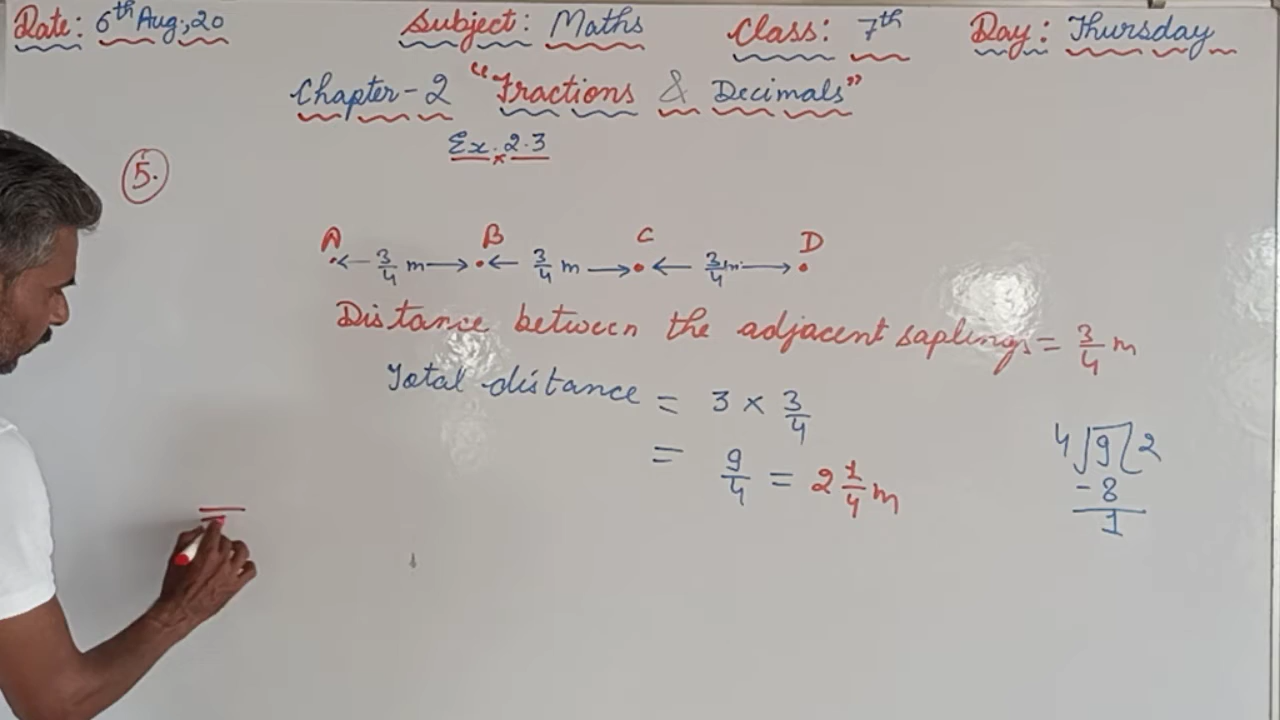 Date: 6th Aug, 20 Subject: Maths Class: 7th Day: Thursday
Chapter-2 "Fractions & Decimals"
Ex. 2.3
5.
A B C D
3/4 m 3/4 m 3/4 m
Distance between the adjacent saplings = 3/4 m
Total distance = 3 × 3/4
= 9/4 = 2 1/4 m
4√9 2
-8
1